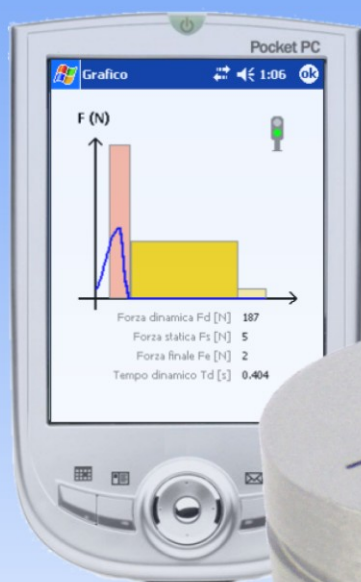 Pocket PC
Grafico 1:06 ok
F (N)
Forza dinamica Fd [N] 187
Forza statica Fs [N] 5
Forza finale Fe [N] 2
Tempo dinamico Td [s] 0.404